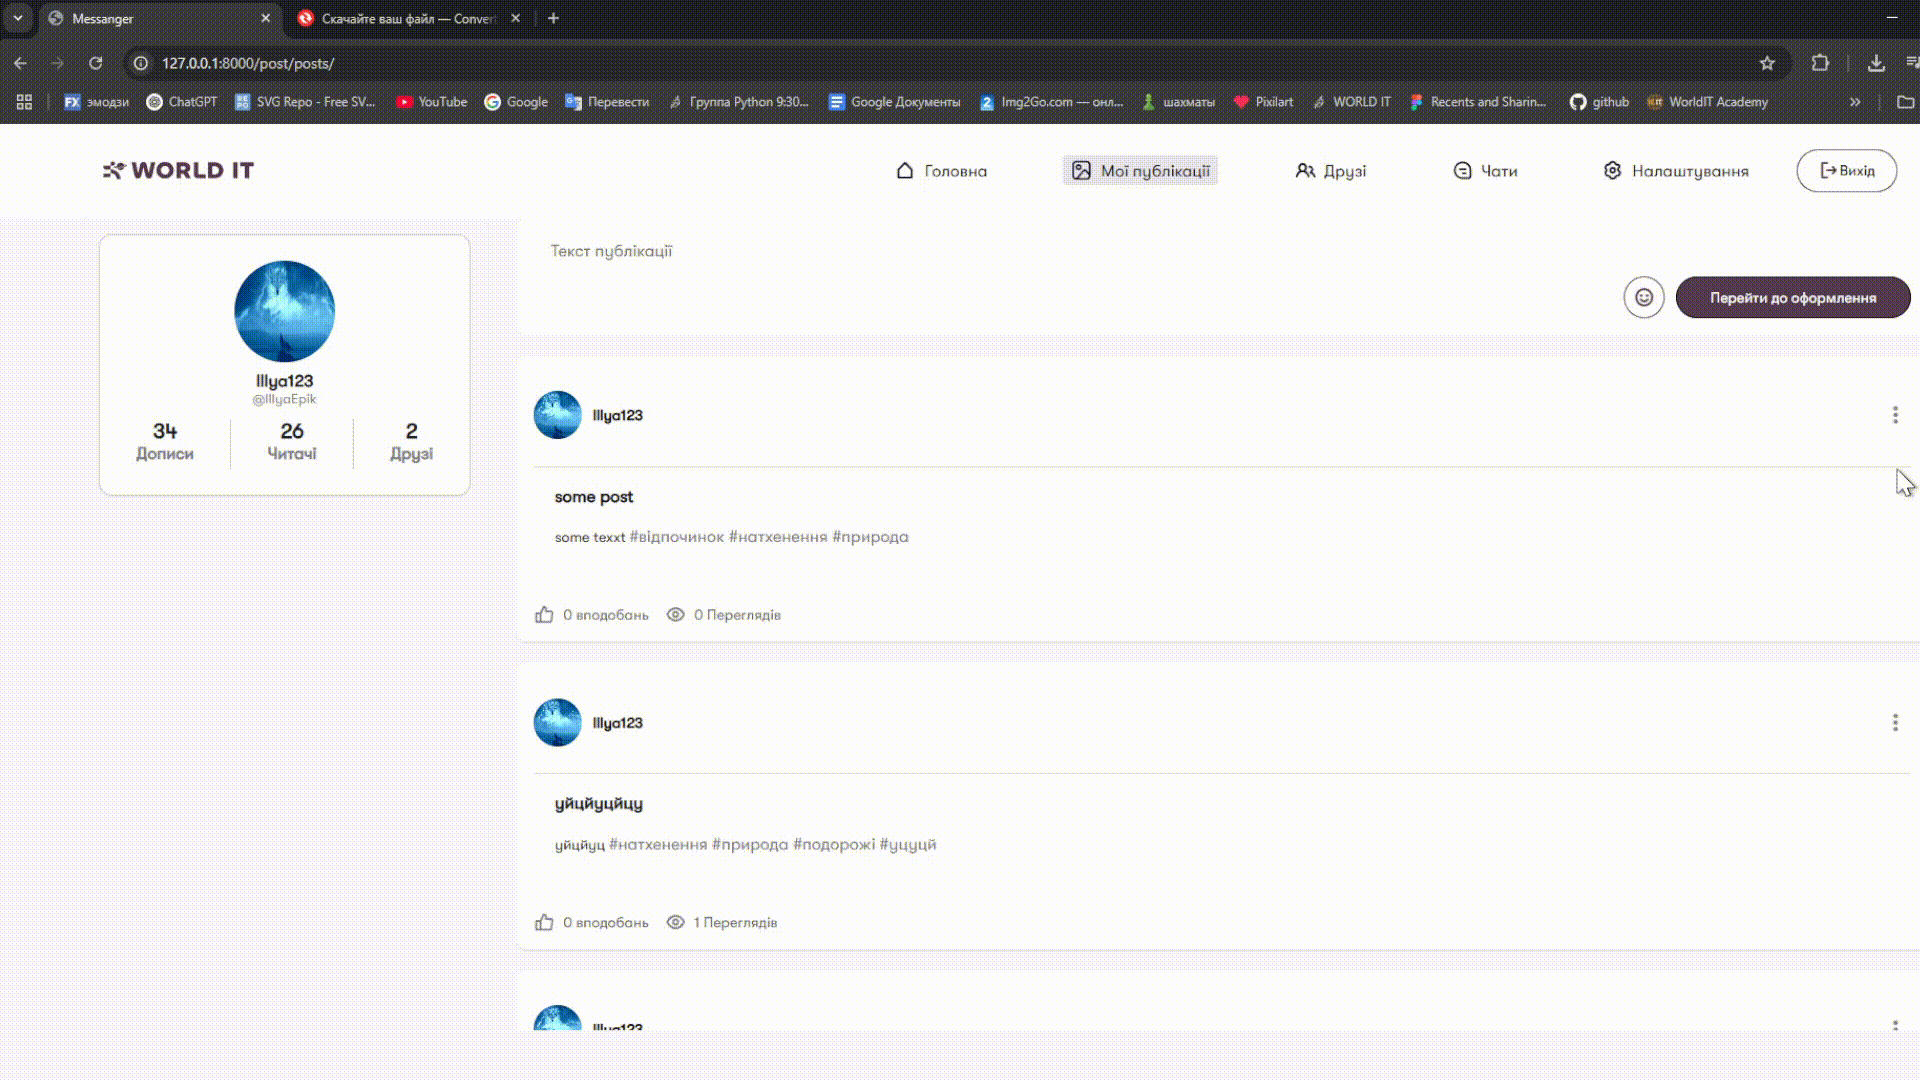 Messanger
Скачайте ваш файл — Conver
127.0.0.1:8000/post/posts/
эмодзи ChatGPT SVG Repo - Free SV... YouTube Google Перевести Группа Python 9:30... Google Документы Img2Go.com — онл... шахматы Pixilart WORLD IT Recents and Sharin... github WorldIT Academy
WORLD IT
Головна Мої публікації Друзі Чати Налаштування Вихід
Illya123
@IllyaEpik
34 26 2
Дописи Читачі Друзі
Текст публікації
Перейти до оформлення
Illya123
some post
some texxt #відпочинок #натхенення #природа
0 вподобань 0 Переглядів
Illya123
уйцйуцйцу
уйцйуц #натхенення #природа #подорожі #уцуцй
0 вподобань 1 Переглядів
Illya123